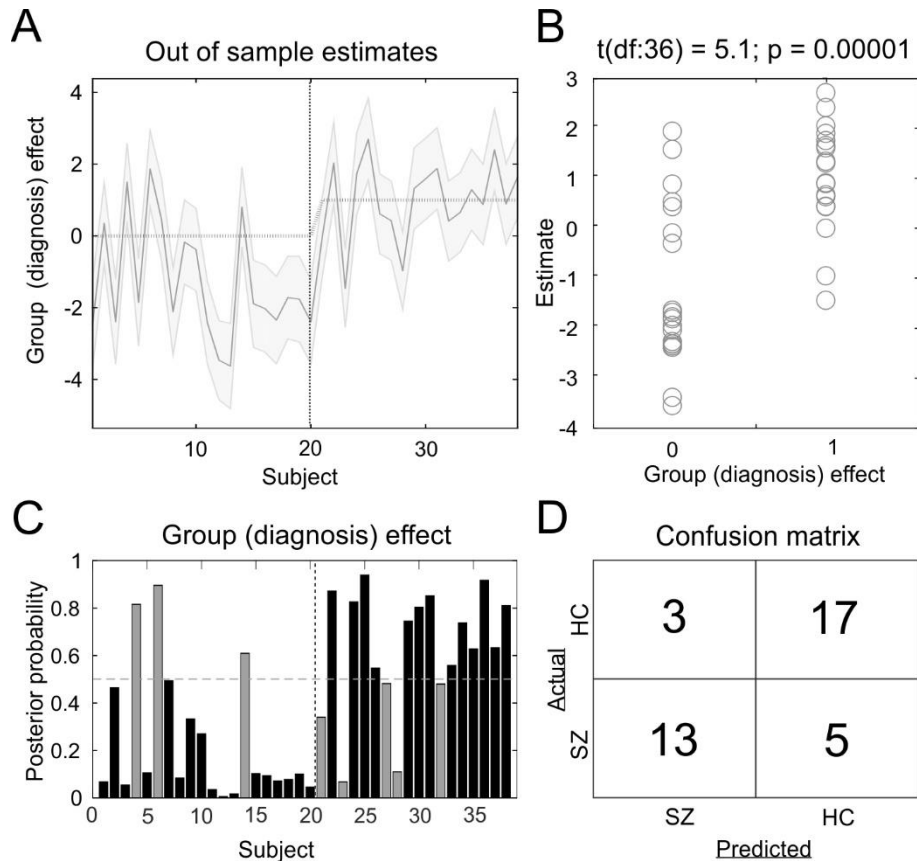 A
Out of sample estimates
Group (diagnosis) effect
4
2
0
-2
-4
10
20
30
Subject
B
t(df:36) = 5.1; p = 0.00001
Estimate
3
2
1
0
-1
-2
-3
-4
0
1
Group (diagnosis) effect
C
Group (diagnosis) effect
Posterior probability
1
0.8
0.6
0.4
0.2
0
0
5
10
15
20
25
30
35
Subject
D
Confusion matrix
Actual
HC
3
17
SZ
13
5
SZ
HC
Predicted